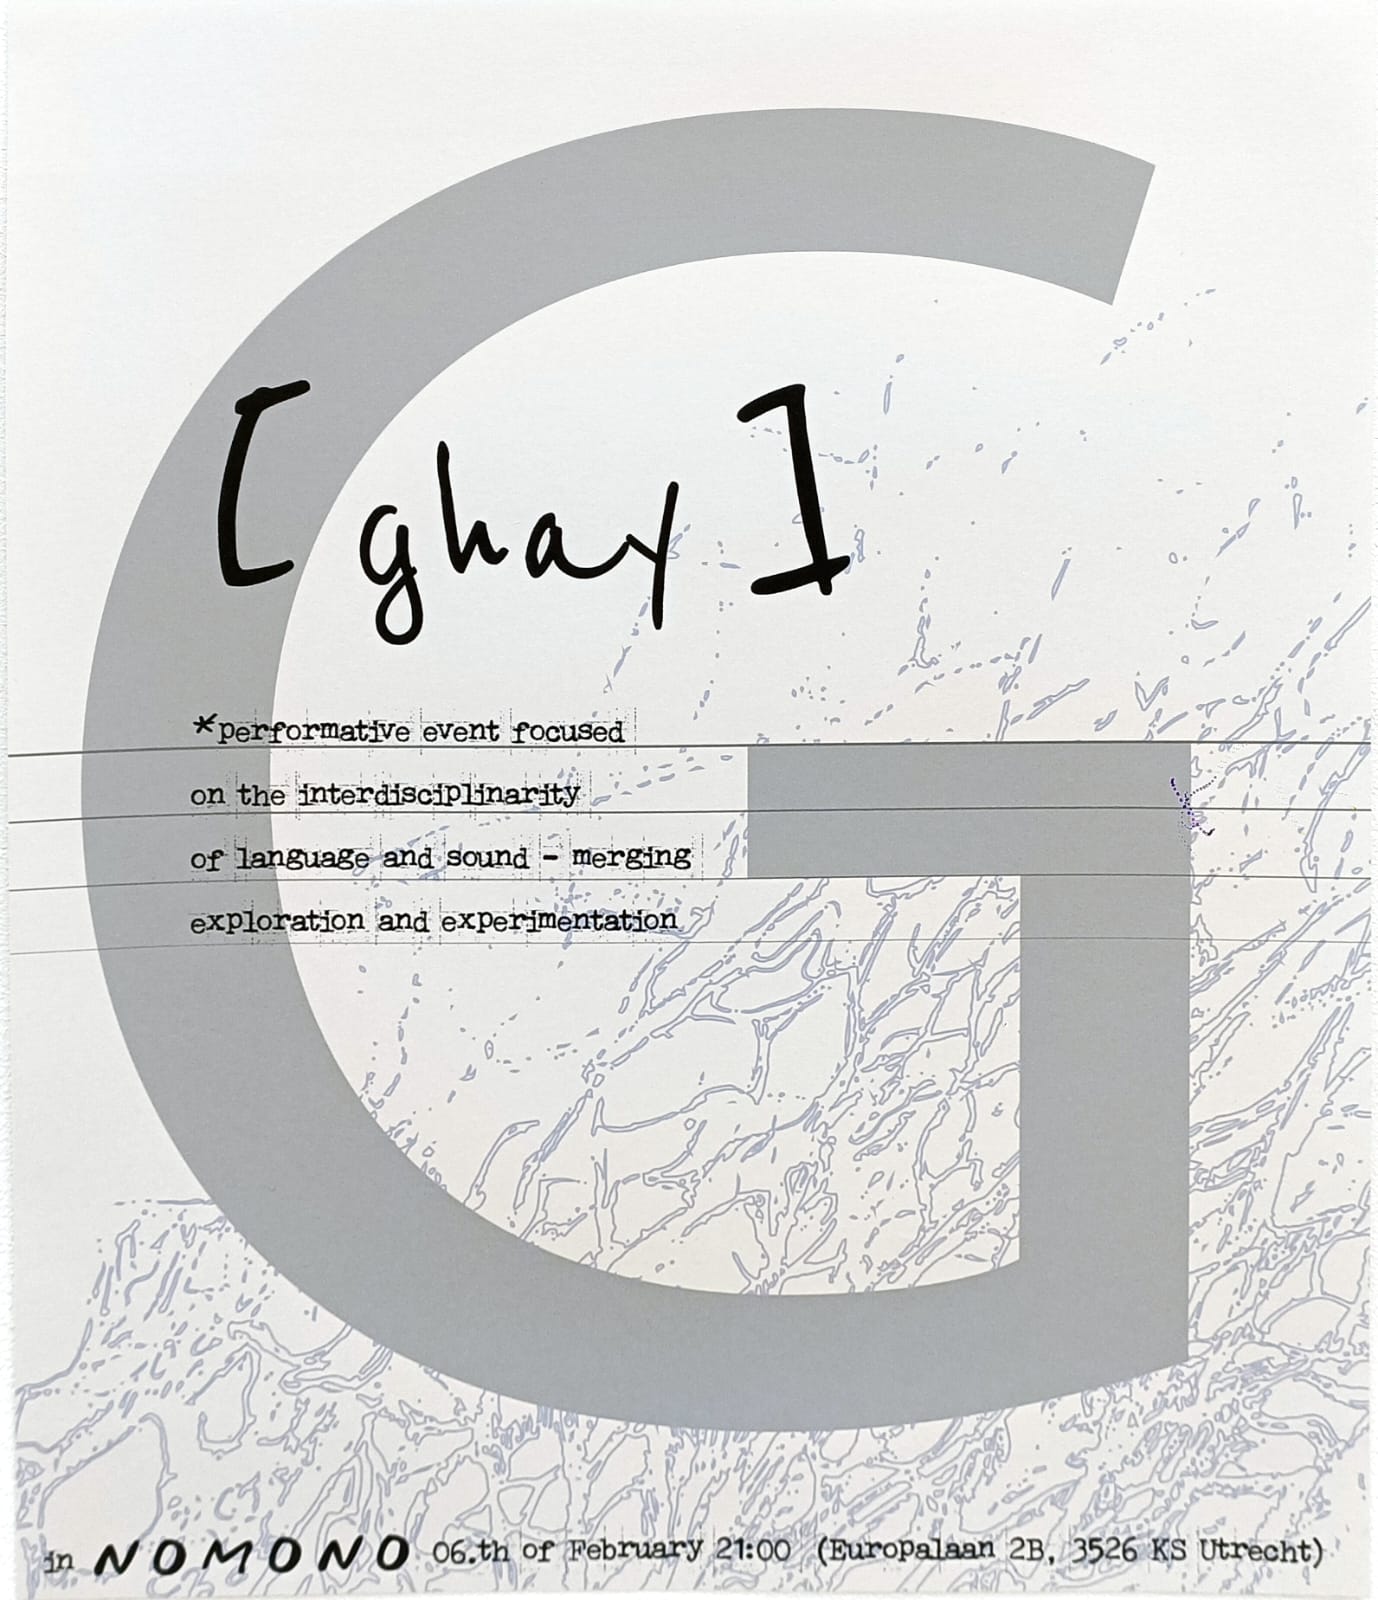 G
[ghay]
*performative event focused
on the interdisciplinarity
of language and sound - merging
exploration and experimentation
in NOMONO 06.th of February 21:00 (Europalaan 2B, 3526 KS Utrecht)